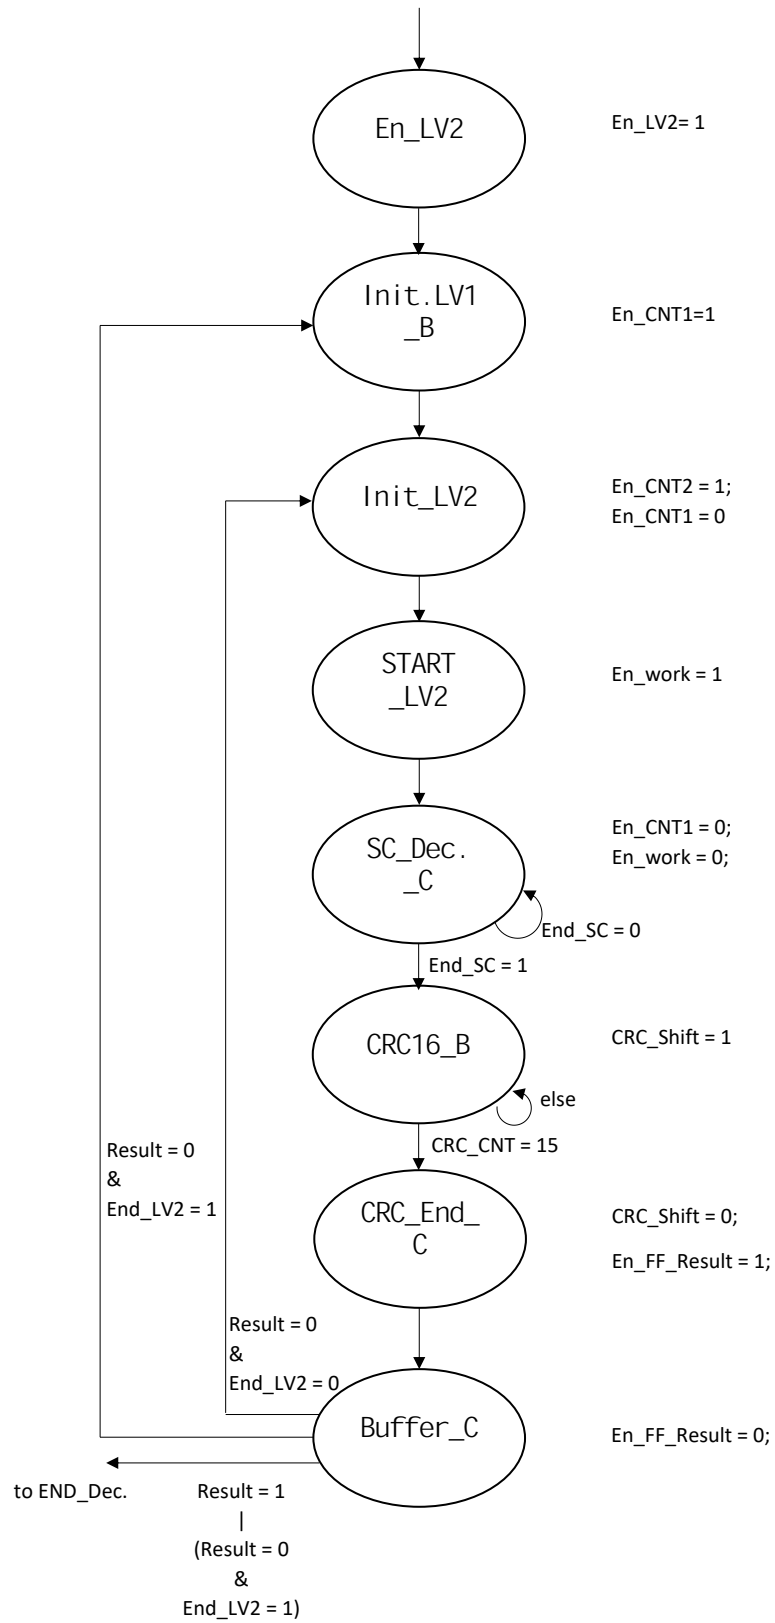 En_LV2
En_LV2= 1
Init.LV1
_B
En_CNT1=1
Init_LV2
En_CNT2 = 1;
En_CNT1 = 0
START
_LV2
En_work = 1
SC_Dec.
_C
En_CNT1 = 0;
En_work = 0;
End_SC = 0
End_SC = 1
CRC16_B
CRC_Shift = 1
else
CRC_CNT = 15
Result = 0
&
End_LV2 = 1
CRC_End_
C
CRC_Shift = 0;
En_FF_Result = 1;
Result = 0
&
End_LV2 = 0
Buffer_C
En_FF_Result = 0;
to END_Dec.
Result = 1
|
(Result = 0
&
End_LV2 = 1)